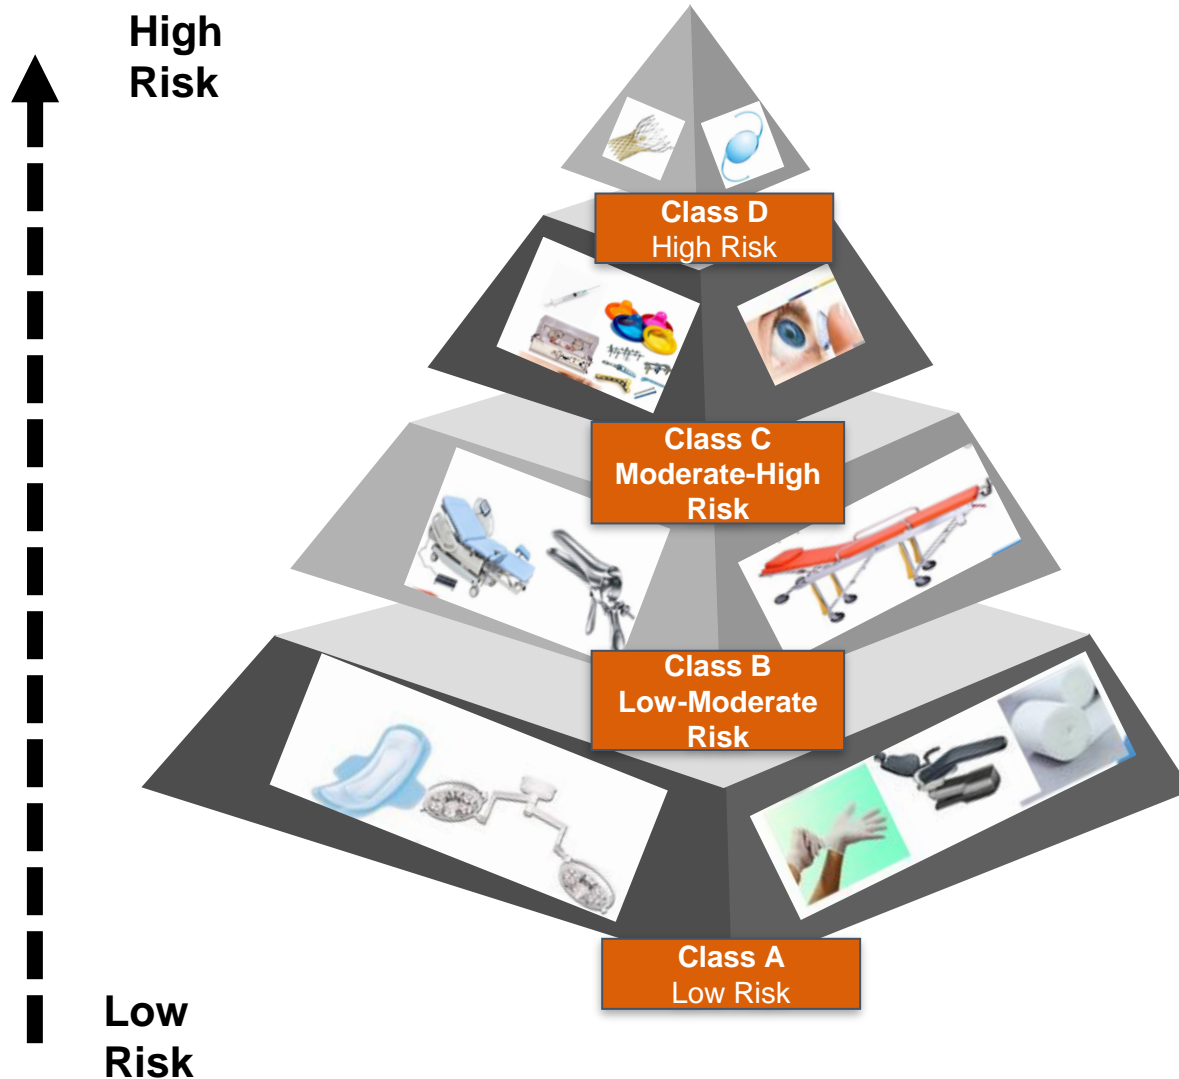 High
Risk
Class D
High Risk
Class C
Moderate-High
Risk
Class B
Low-Moderate
Risk
Class A
Low Risk
Low
Risk